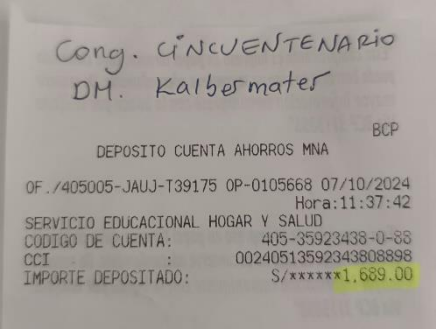 Cong. CINCUENTENARIO
DM. Kalbermater
BCP
DEPOSITO CUENTA AHORROS MNA
OF./405005-JAUJ-T39175 OP-0105668 07/10/2024
Hora:11:37:42
SERVICIO EDUCACIONAL HOGAR Y SALUD
CODIGO DE CUENTA: 405-35923438-0-88
CCI : 00240513592343808898
IMPORTE DEPOSITADO: S/******1,689.00